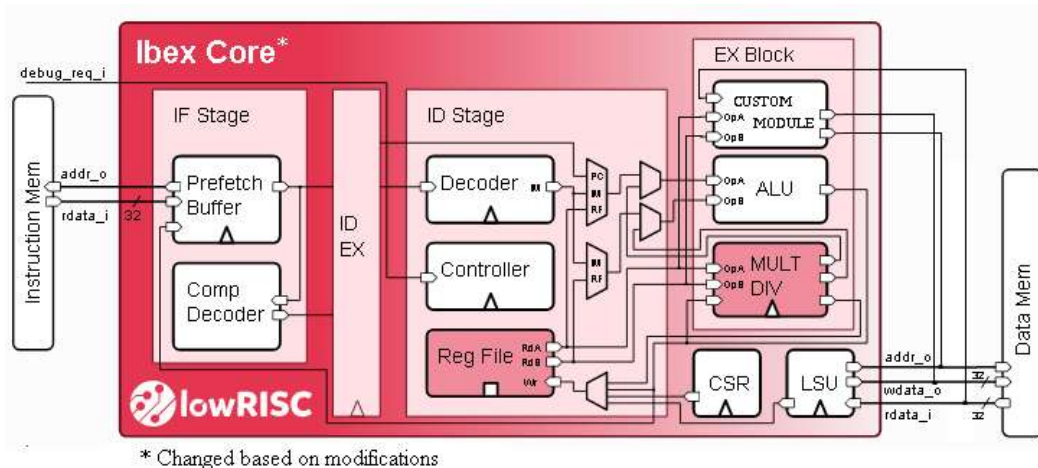 Ibex Core*
EX Block
debug_req_i
IF Stage
ID Stage
CUSTOM
MODULE
OpA
OpB
addr_o
rdata_i
32
Instruction Mem
Prefetch
Buffer
ID
EX
Decoder
IM
PC
IM
RF
OpA
OpB
ALU
Comp
Decoder
Controller
IM
RF
OpA
OpB
MULT
DIV
Reg File
RdA
RdB
Wr
CSR
LSU
addr_o
32
wdata_o
rdata_i
32
Data Mem
lowRISC
* Changed based on modifications